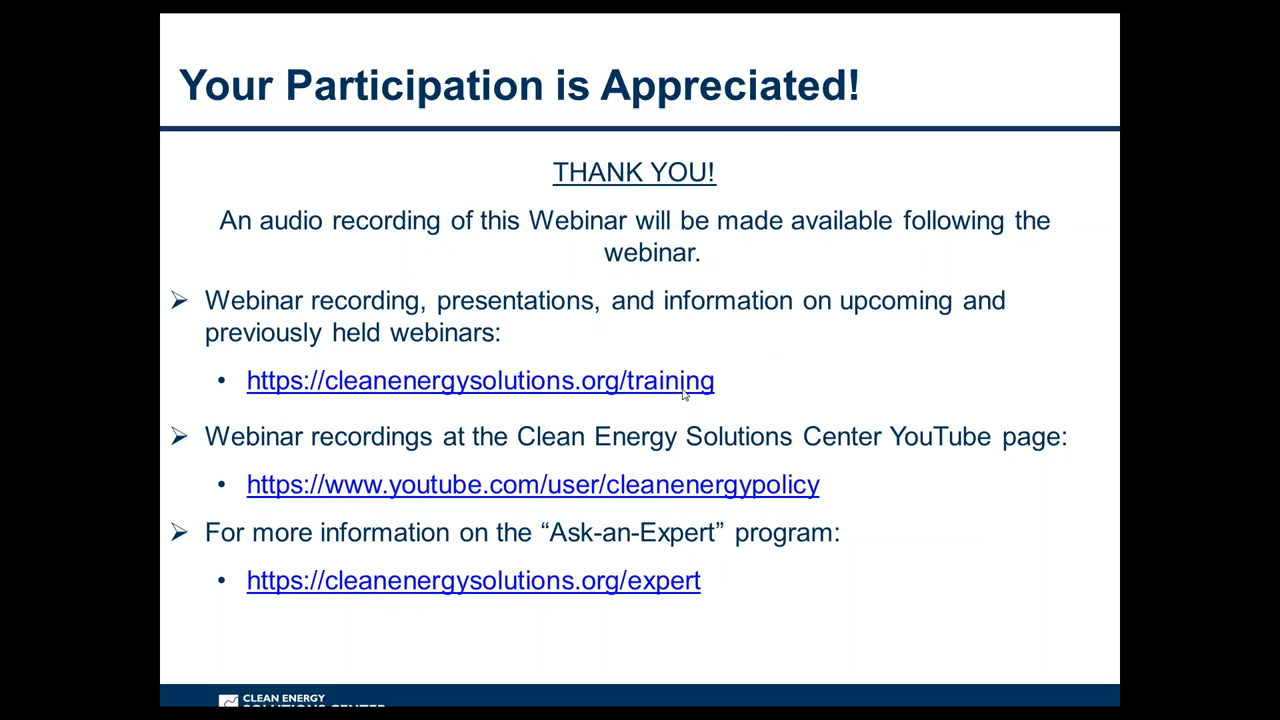 Your Participation is Appreciated!
THANK YOU!
An audio recording of this Webinar will be made available following the
webinar.
➢ Webinar recording, presentations, and information on upcoming and
previously held webinars:
• https://cleanenergysolutions.org/training
➢ Webinar recordings at the Clean Energy Solutions Center YouTube page:
• https://www.youtube.com/user/cleanenergypolicy
➢ For more information on the “Ask-an-Expert” program:
• https://cleanenergysolutions.org/expert
CLEAN ENERGY
SOLUTIONS CENTER